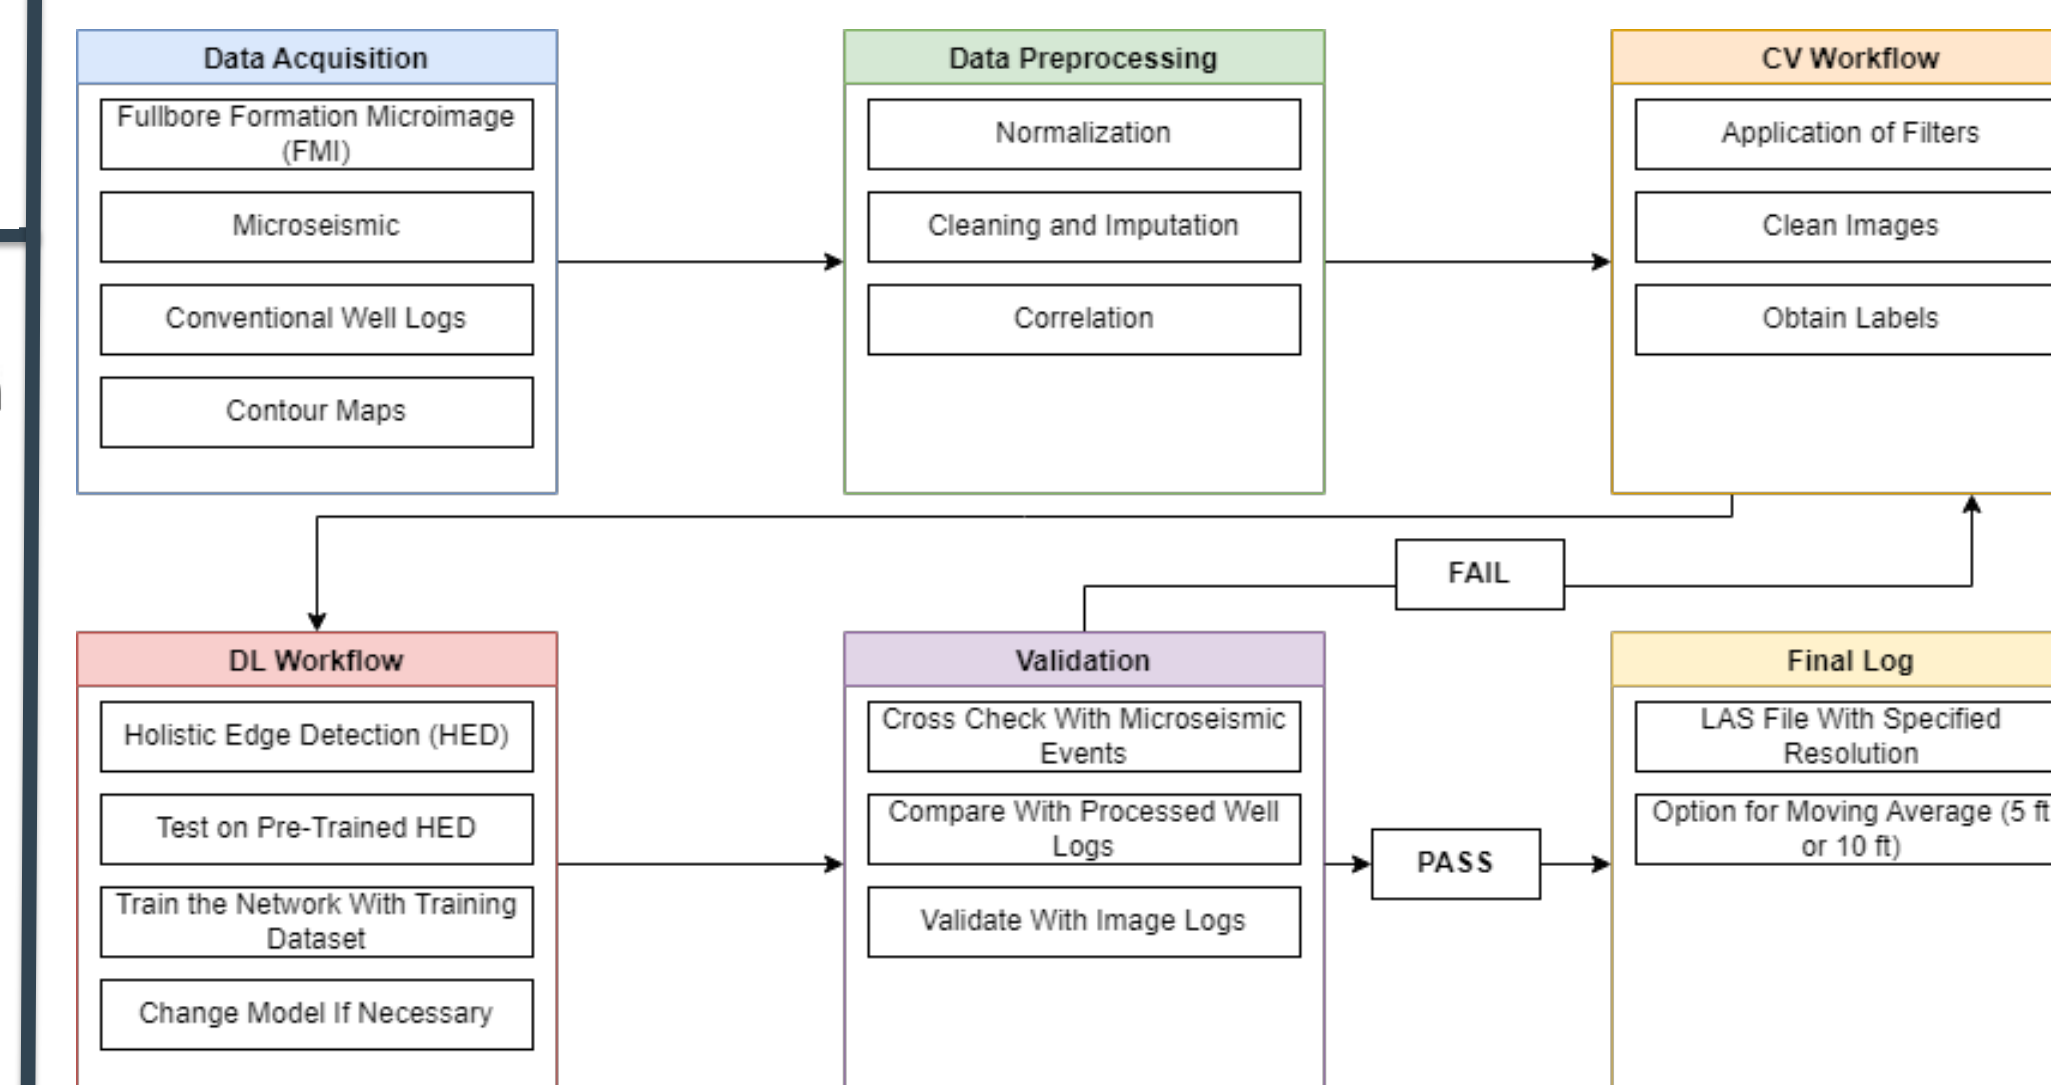 Data Acquisition
Fullbore Formation Microimage
(FMI)
Microseismic
Conventional Well Logs
Contour Maps
Data Preprocessing
Normalization
Cleaning and Imputation
Correlation
CV Workflow
Application of Filters
Clean Images
Obtain Labels
FAIL
DL Workflow
Holistic Edge Detection (HED)
Test on Pre-Trained HED
Train the Network With Training
Dataset
Change Model If Necessary
Validation
Cross Check With Microseismic
Events
Compare With Processed Well
Logs
Validate With Image Logs
PASS
Final Log
LAS File With Specified
Resolution
Option for Moving Average (5 ft
or 10 ft)